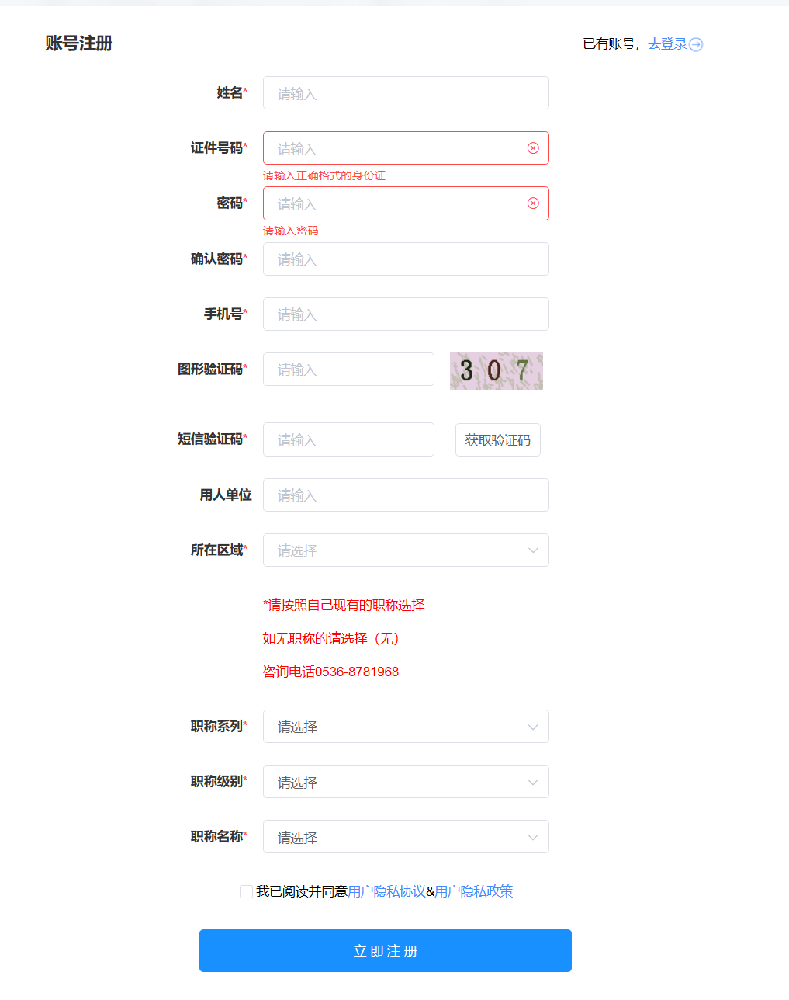 账号注册
已有账号，去登录
姓名*
请输入
证件号码*
请输入
请输入正确格式的身份证
密码*
请输入
请输入密码
确认密码*
请输入
手机号*
请输入
图形验证码*
请输入
3 0 7
短信验证码*
请输入
获取验证码
用人单位
请输入
所在区域*
请选择
*请按照自己现有的职称选择
如无职称的请选择（无）
咨询电话0536-8781968
职称系列*
请选择
职称级别*
请选择
职称名称*
请选择
我已阅读并同意用户隐私协议&用户隐私政策
立即注册